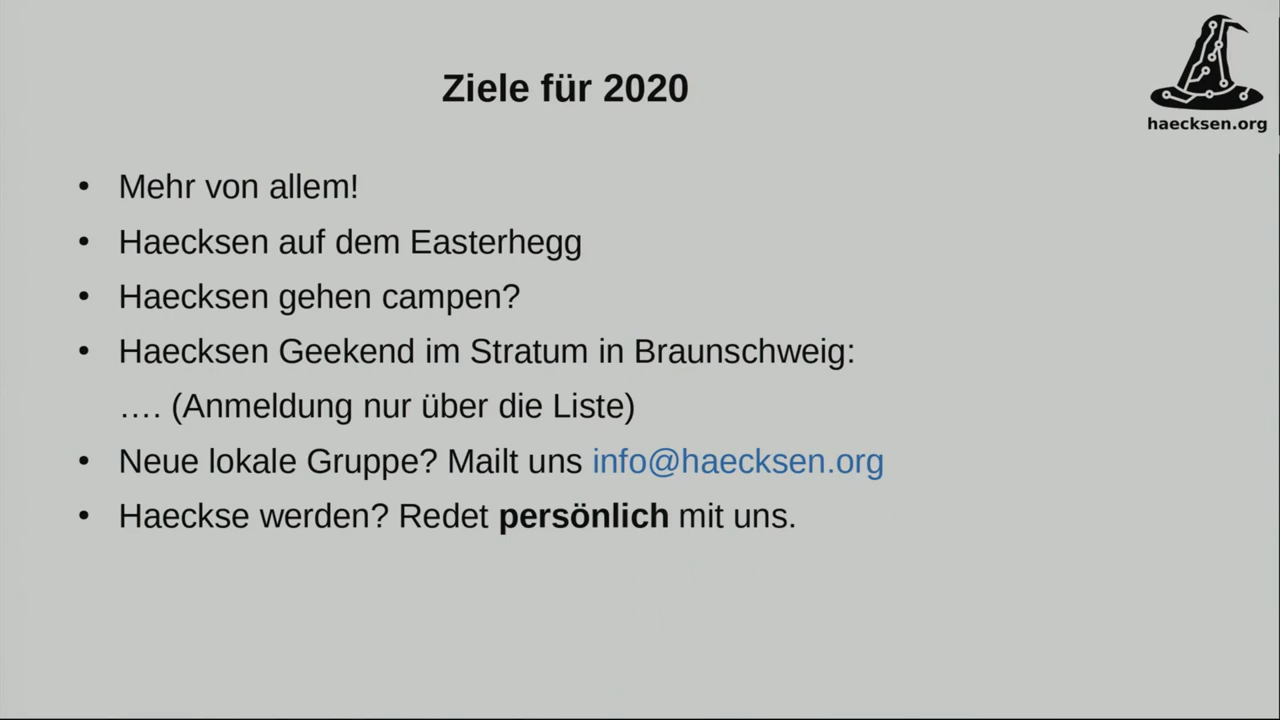 Ziele für 2020
haecksen.org
• Mehr von allem!
• Haecksen auf dem Easterhegg
• Haecksen gehen campen?
• Haecksen Geekend im Stratum in Braunschweig:
…. (Anmeldung nur über die Liste)
• Neue lokale Gruppe? Mailt uns info@haecksen.org
• Haeckse werden? Redet persönlich mit uns.